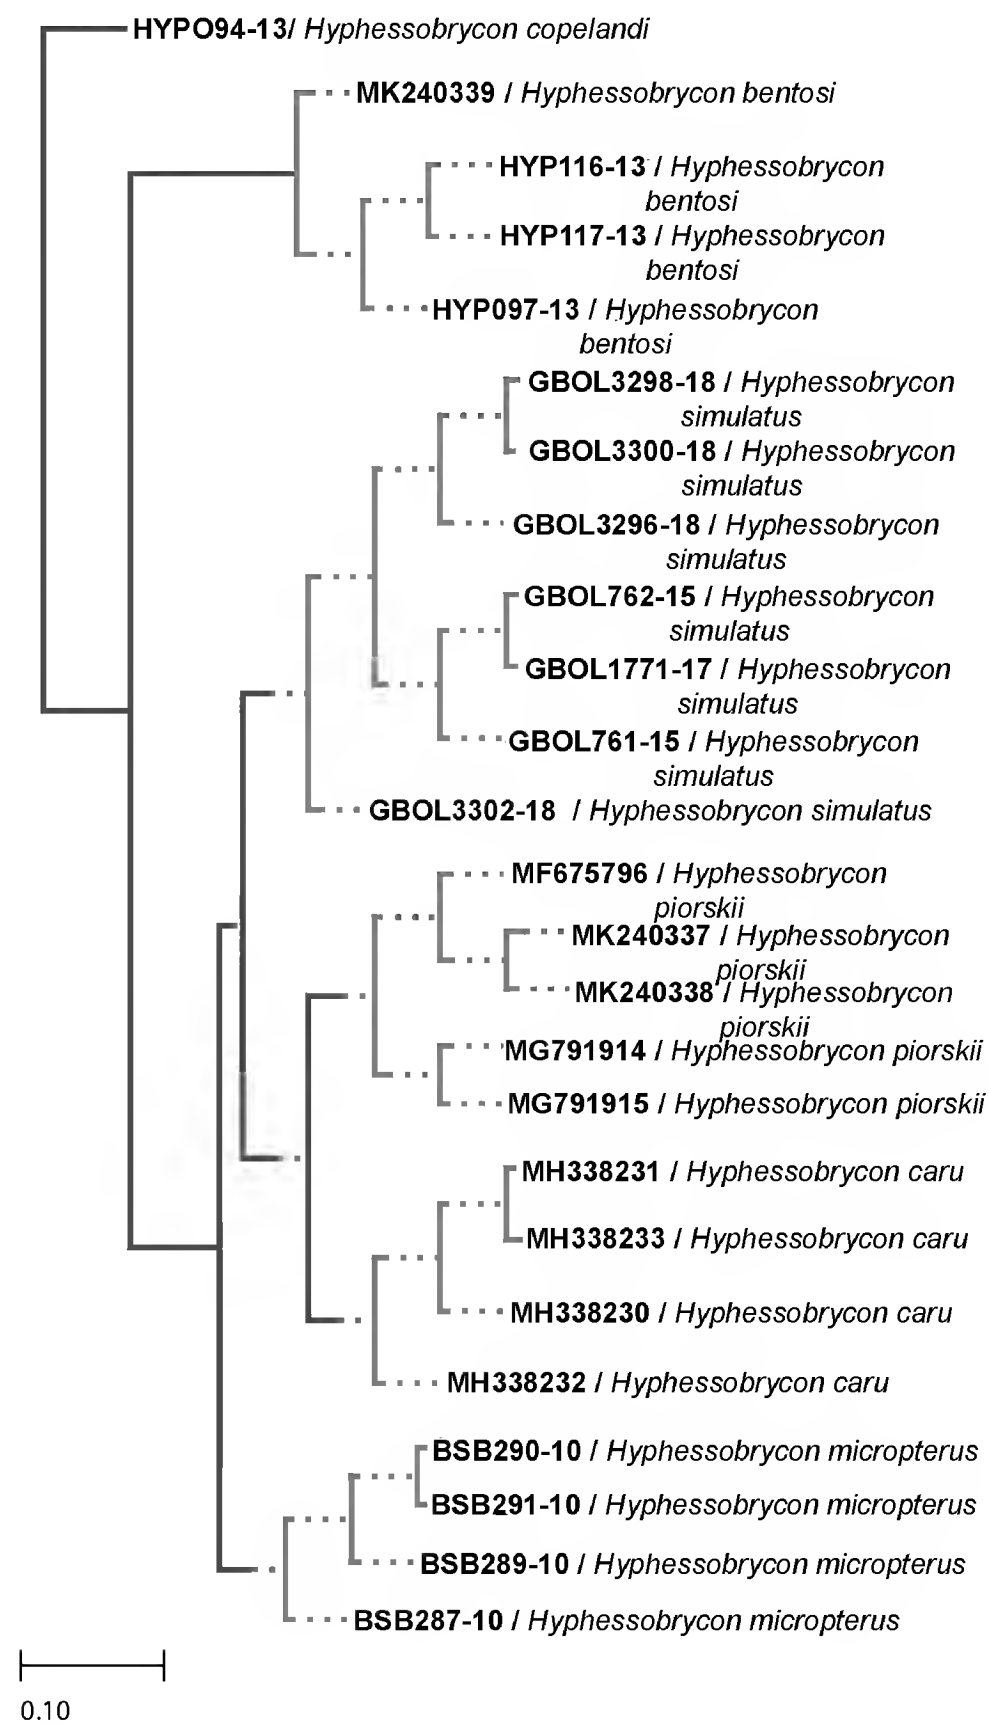 HYPO94-13/ Hyphessobrycon copelandi
MK240339 / Hyphessobrycon bentosi
HYP116-13 / Hyphessobrycon
bentosi
HYP117-13 / Hyphessobrycon
bentosi
HYP097-13 / Hyphessobrycon
bentosi
GBOL3298-18 / Hyphessobrycon
simulatus
GBOL3300-18 / Hyphessobrycon
simulatus
GBOL3296-18 / Hyphessobrycon
simulatus
GBOL762-15 / Hyphessobrycon
simulatus
GBOL1771-17 / Hyphessobrycon
simulatus
GBOL761-15 / Hyphessobrycon
simulatus
GBOL3302-18 / Hyphessobrycon simulatus
MF675796 / Hyphessobrycon
piorskii
MK240337 / Hyphessobrycon
piorskii
MK240338 / Hyphessobrycon
piorskii
MG791914 / Hyphessobrycon piorskii
MG791915 / Hyphessobrycon piorskii
MH338231 / Hyphessobrycon caru
MH338233 / Hyphessobrycon caru
MH338230 / Hyphessobrycon caru
MH338232 / Hyphessobrycon caru
BSB290-10 / Hyphessobrycon micropterus
BSB291-10 / Hyphessobrycon micropterus
BSB289-10 / Hyphessobrycon micropterus
BSB287-10 / Hyphessobrycon micropterus
0.10